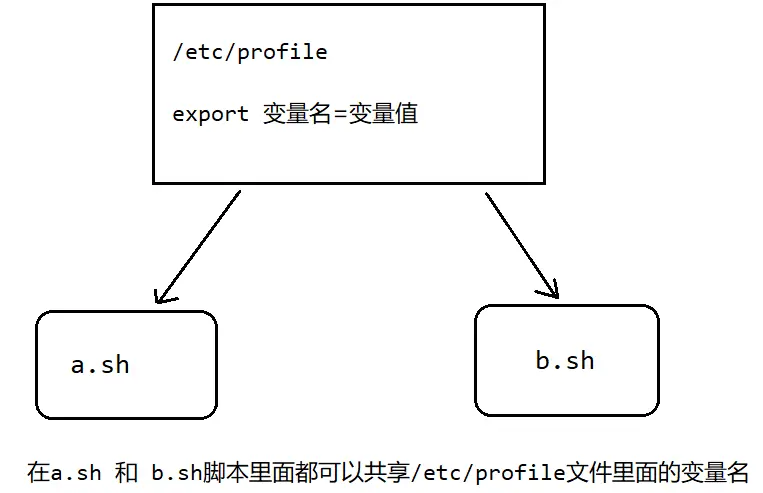 /etc/profile
export 变量名=变量值
a.sh
b.sh
在a.sh 和 b.sh脚本里面都可以共享/etc/profile文件里面的变量名